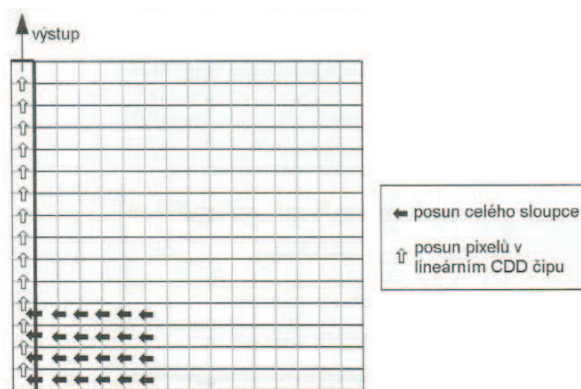 výstup
posun celého sloupce
posun pixelů v
lineárním CDD čipu